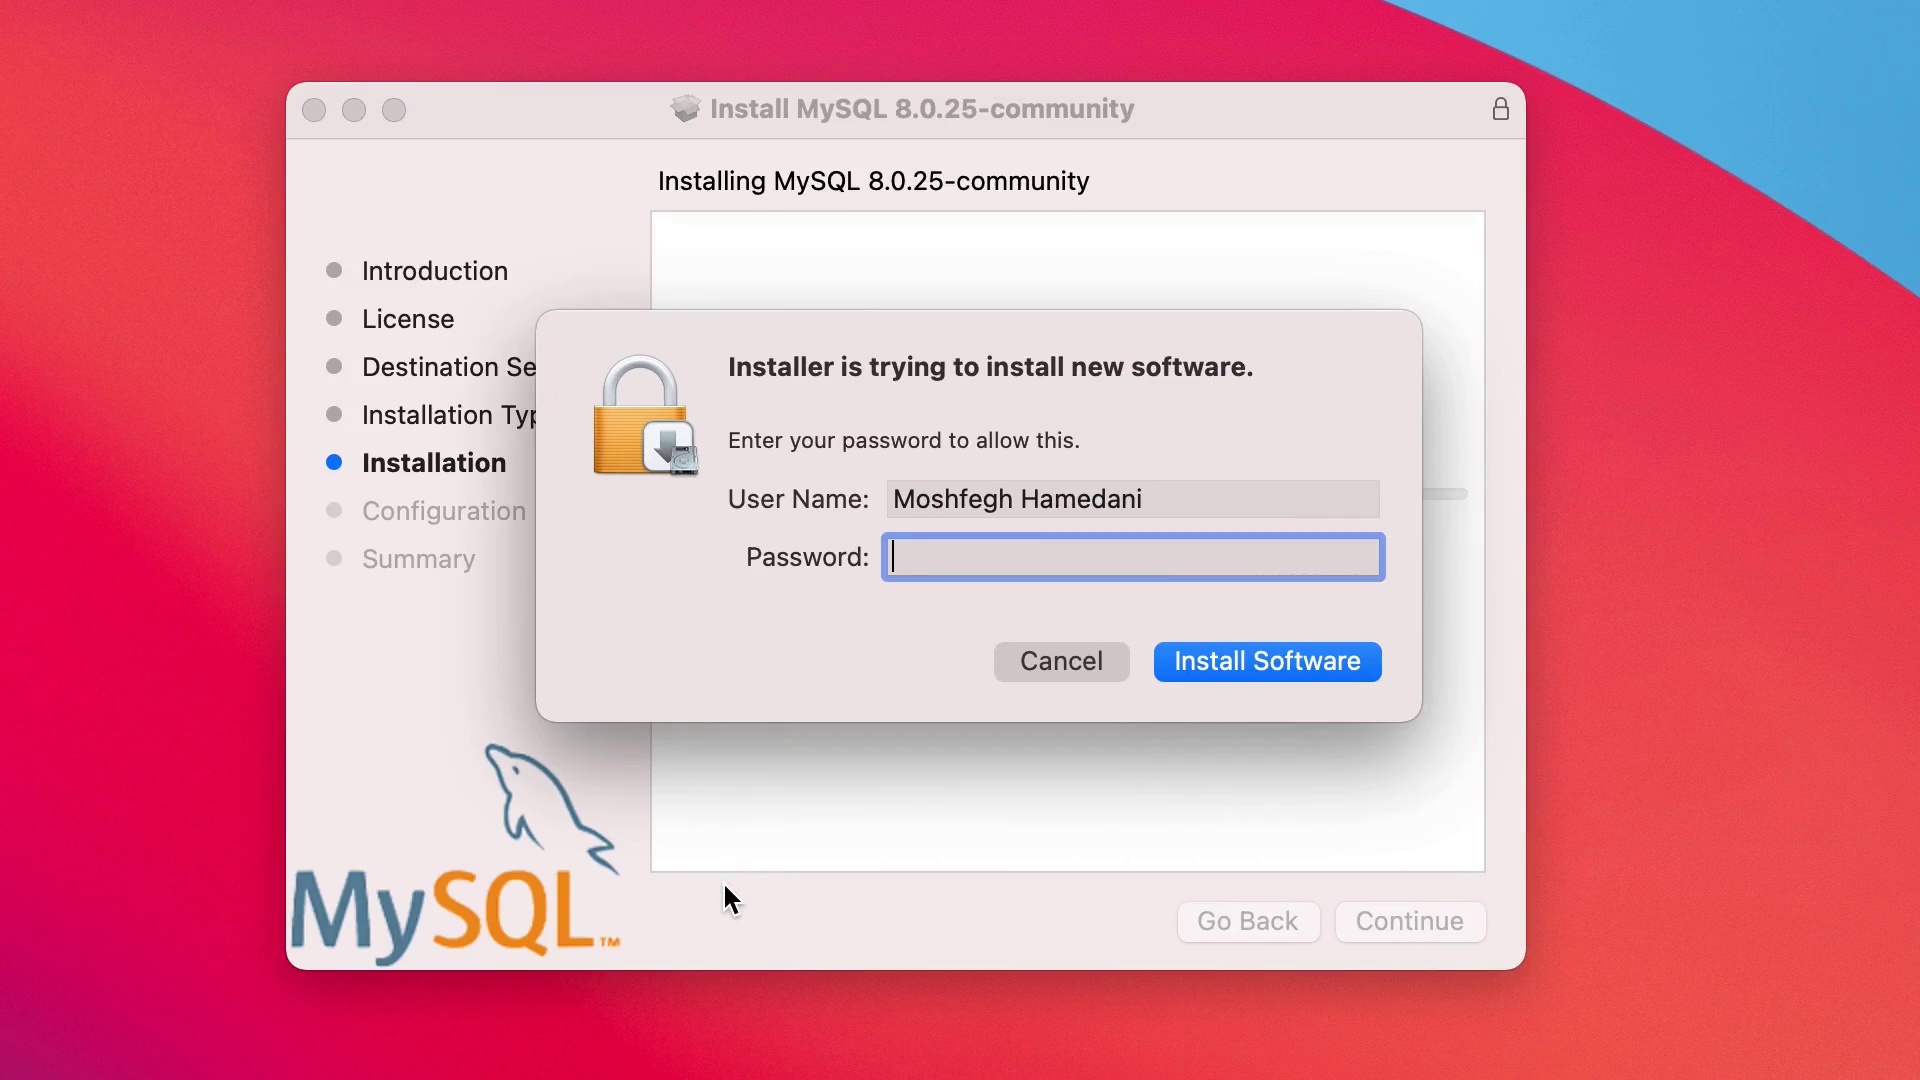 Install MySQL 8.0.25-community
Installing MySQL 8.0.25-community
Introduction
License
Destination Se
Installation Typ
Installation
Configuration
Summary
Installer is trying to install new software.
Enter your password to allow this.
User Name: Moshfegh Hamedani
Password:
Cancel Install Software
MySQL™
Go Back Continue